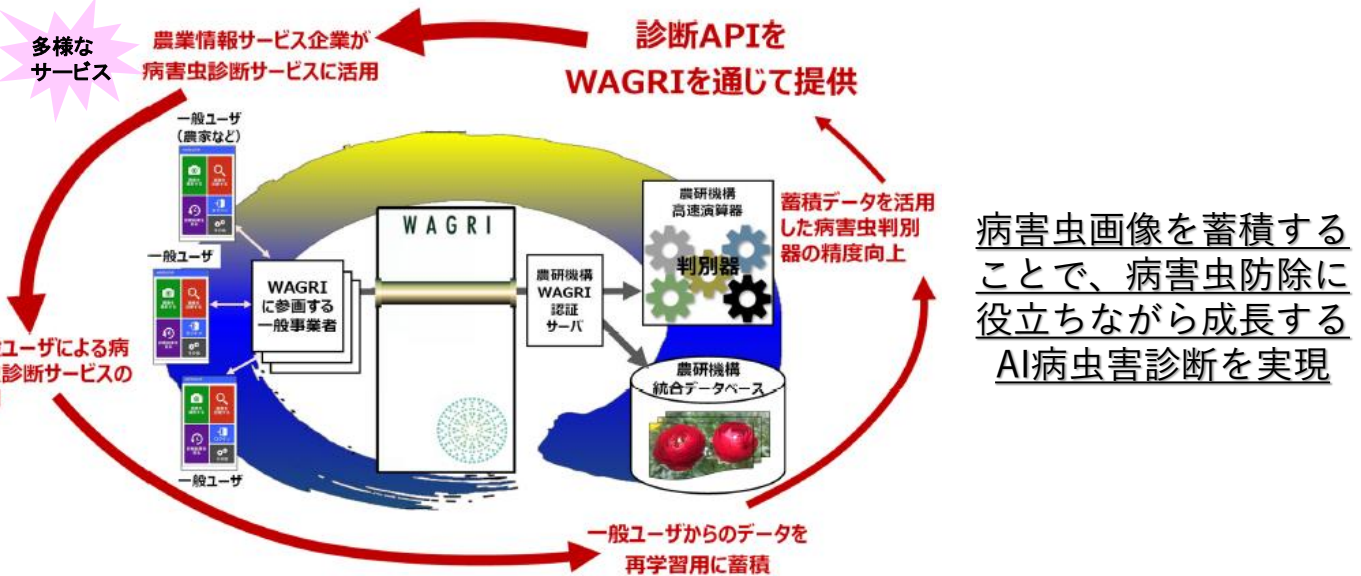 多様な
サービス
農業情報サービス企業が
病害虫診断サービスに活用
診断APIを
WAGRIを通じて提供
一般ユーザ
(農家など)
一般ユーザ
一般ユーザ
WAGRI
に参画する
一般事業者
WAGRI
農研機構
WAGRI
認証
サーバ
農研機構
高速演算器
判別器
農研機構
統合データベース
蓄積データを活用
した病害虫判別
器の精度向上
ユーザによる病
診断サービスの
一般ユーザからのデータを
再学習用に蓄積
病害虫画像を蓄積する
ことで、病害虫防除に
役立ちながら成長する
AI病虫害診断を実現